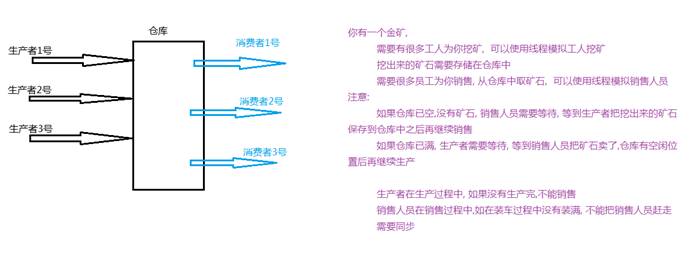 仓库
生产者1号
生产者2号
生产者3号
消费者1号
消费者2号
消费者3号
你有一个金矿,
需要有很多工人为你挖矿, 可以使用线程模拟工人挖矿
挖出来的矿石需要存储在仓库中
需要很多员工为你销售, 从仓库中取矿石, 可以使用线程模拟销售人员
注意:
如果仓库已空,没有矿石, 销售人员需要等待, 等到生产者把挖出来的矿石
保存到仓库中之后再继续销售
如果仓库已满, 生产者需要等待, 等到销售人员把矿石卖了,仓库有空闲位
置后再继续生产
生产者在生产过程中, 如果没有生产完,不能销售
销售人员在销售过程中,如在装车过程中没有装满, 不能把销售人员赶走
需要同步